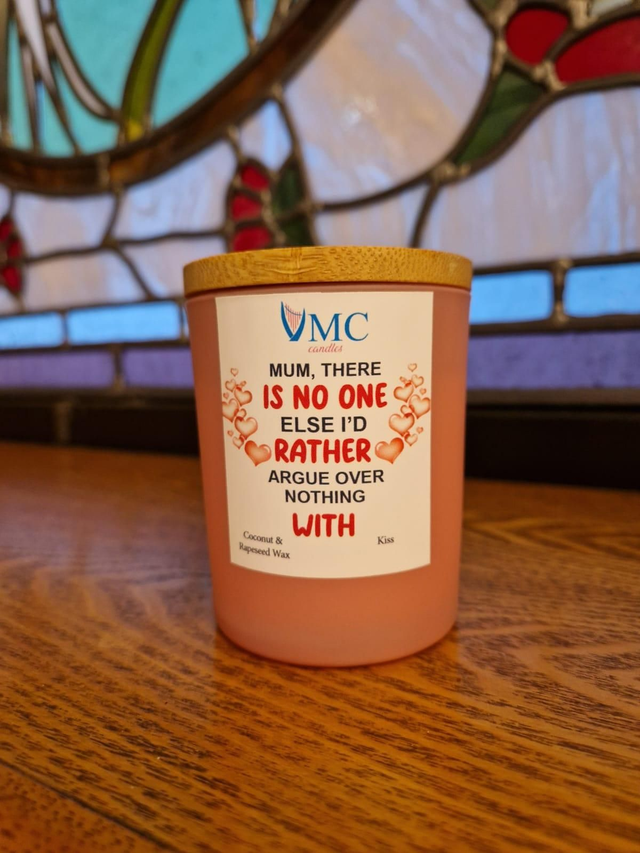 VMC
candles
MUM, THERE
IS NO ONE
ELSE I'D
RATHER
ARGUE OVER
NOTHING
WITH
Coconut &
Rapeseed Wax
Kiss